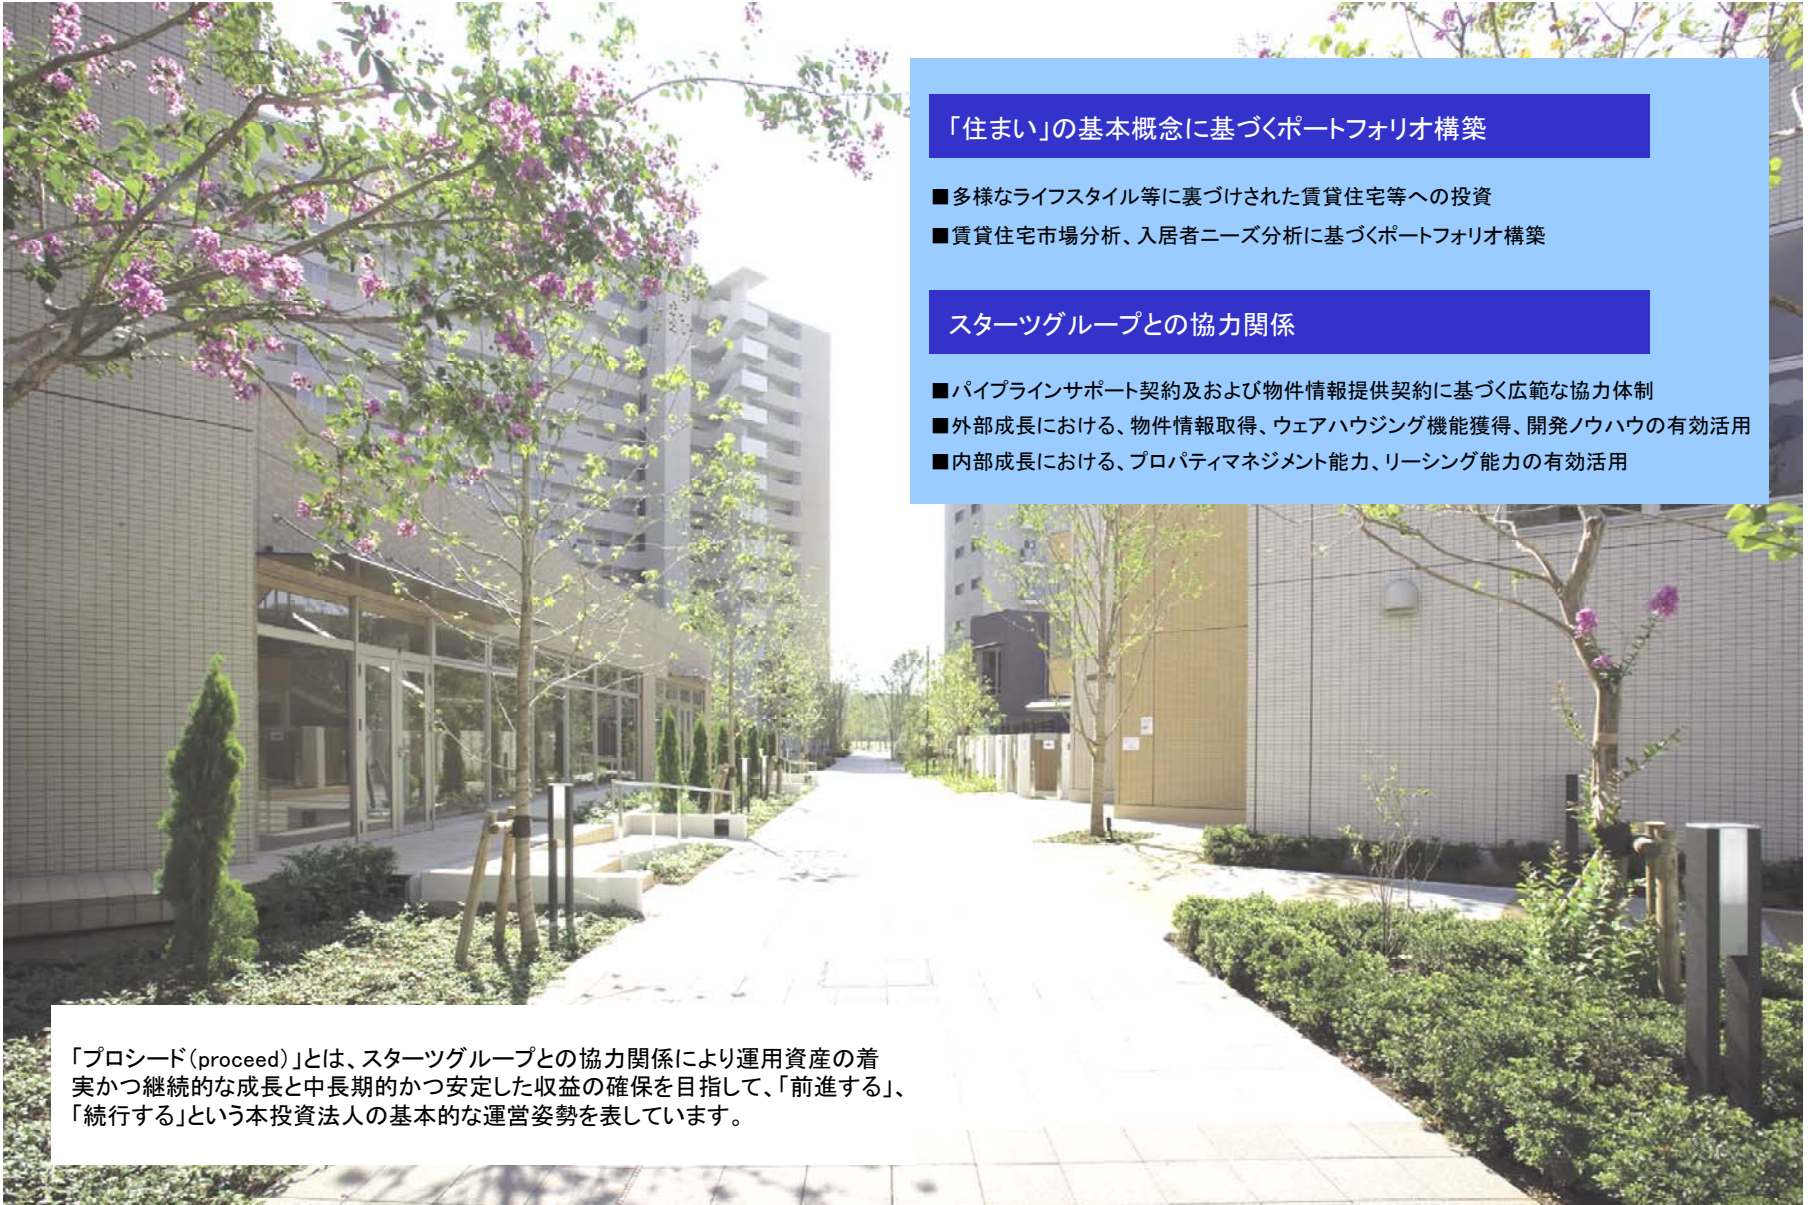 「住まい」の基本概念に基づくポートフォリオ構築
■多様なライフスタイル等に裏づけされた賃貸住宅等への投資
■賃貸住宅市場分析、入居者ニーズ分析に基づくポートフォリオ構築
スターツグループとの協力関係
■パイプラインサポート契約及および物件情報提供契約に基づく広範な協力体制
■外部成長における、物件情報取得、ウェアハウジング機能獲得、開発ノウハウの有効活用
■内部成長における、プロパティマネジメント能力、リーシング能力の有効活用
「プロシード（proceed）」とは、スターツグループとの協力関係により運用資産の着
実かつ継続的な成長と中長期的かつ安定した収益の確保を目指して、「前進する」、
「続行する」という本投資法人の基本的な運営姿勢を表しています。